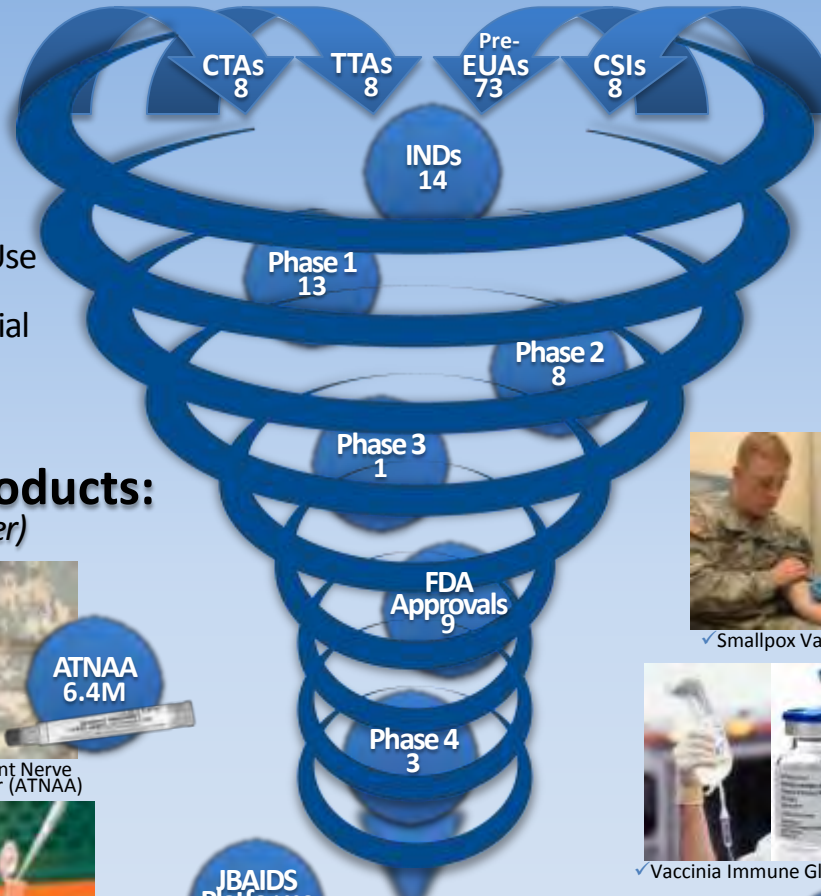 CTAs
8
TTAs
8
Pre-
EUAs
73
CSIs
8
INDs
14
Use
ial
Phase 1
13
Phase 2
8
Phase 3
1
oducts:
er)
FDA
Approvals
9
ATNAA
6.4M
✓Smallpox Va
Phase 4
3
nt Nerve
r (ATNAA)
✓Vaccinia Immune Gl
JBAIDS